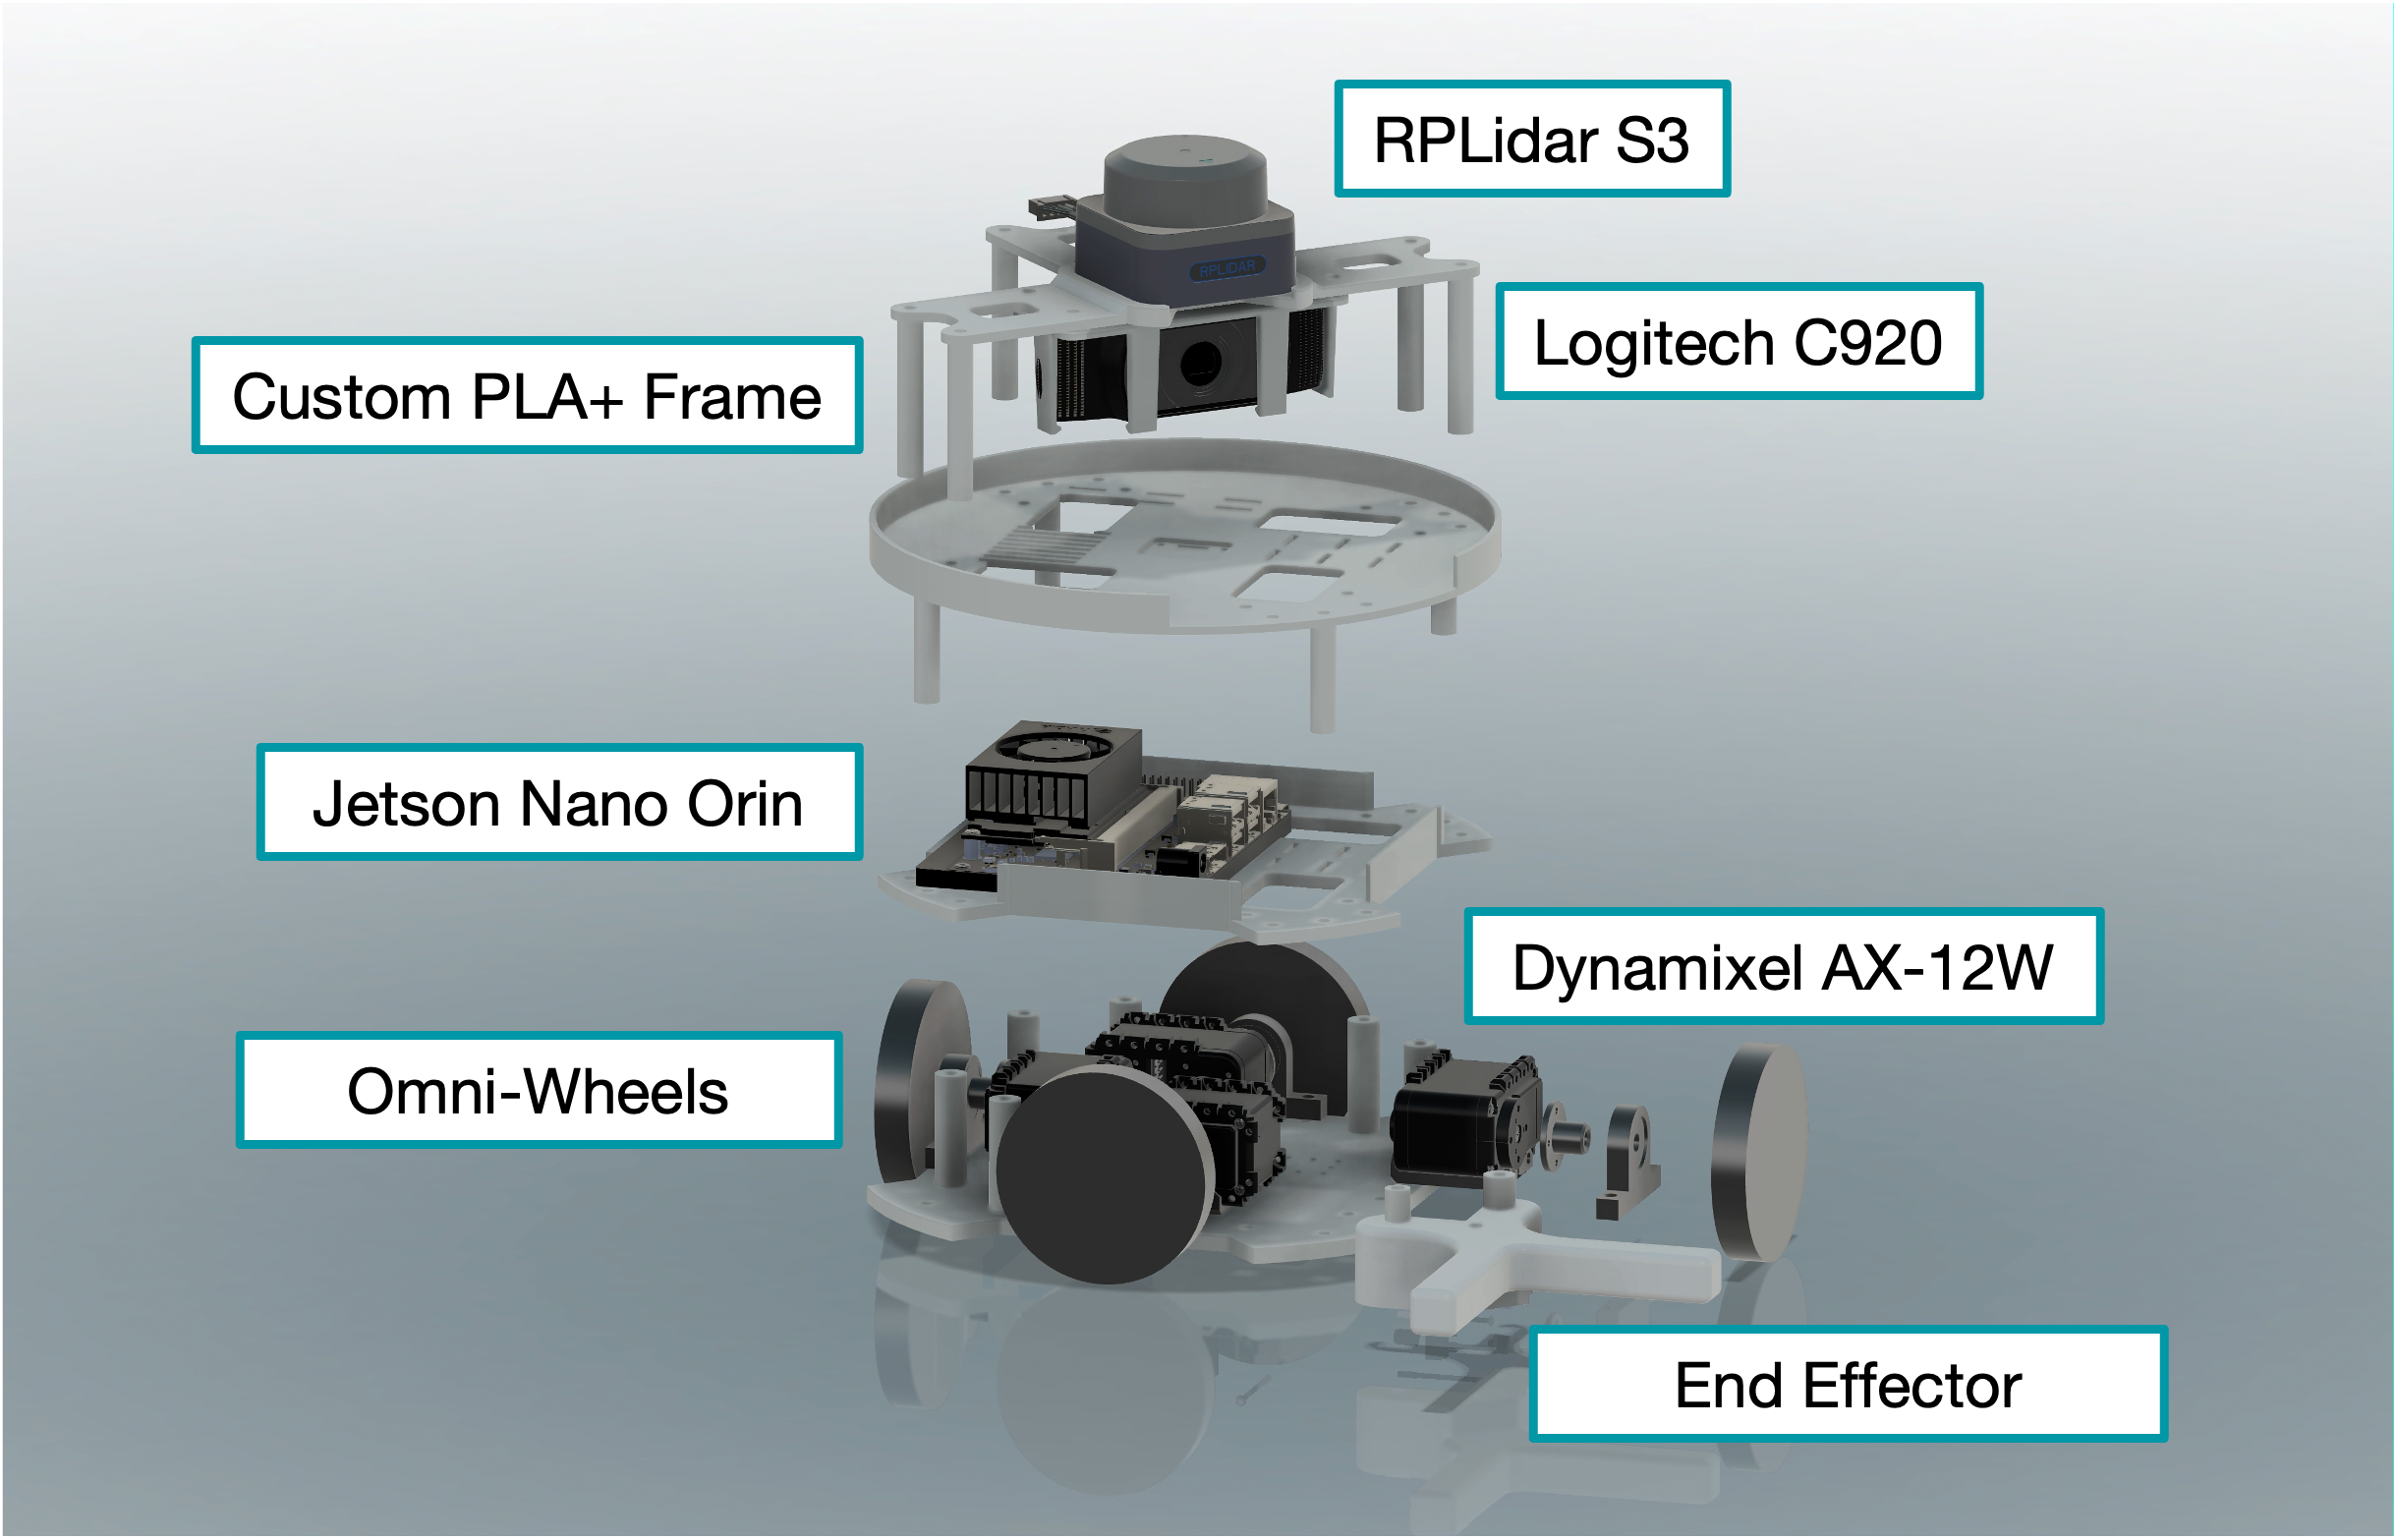 RPLidar S3
RPLIDAR
Logitech C920
Custom PLA+ Frame
Jetson Nano Orin
Dynamixel AX-12W
Omni-Wheels
End Effector